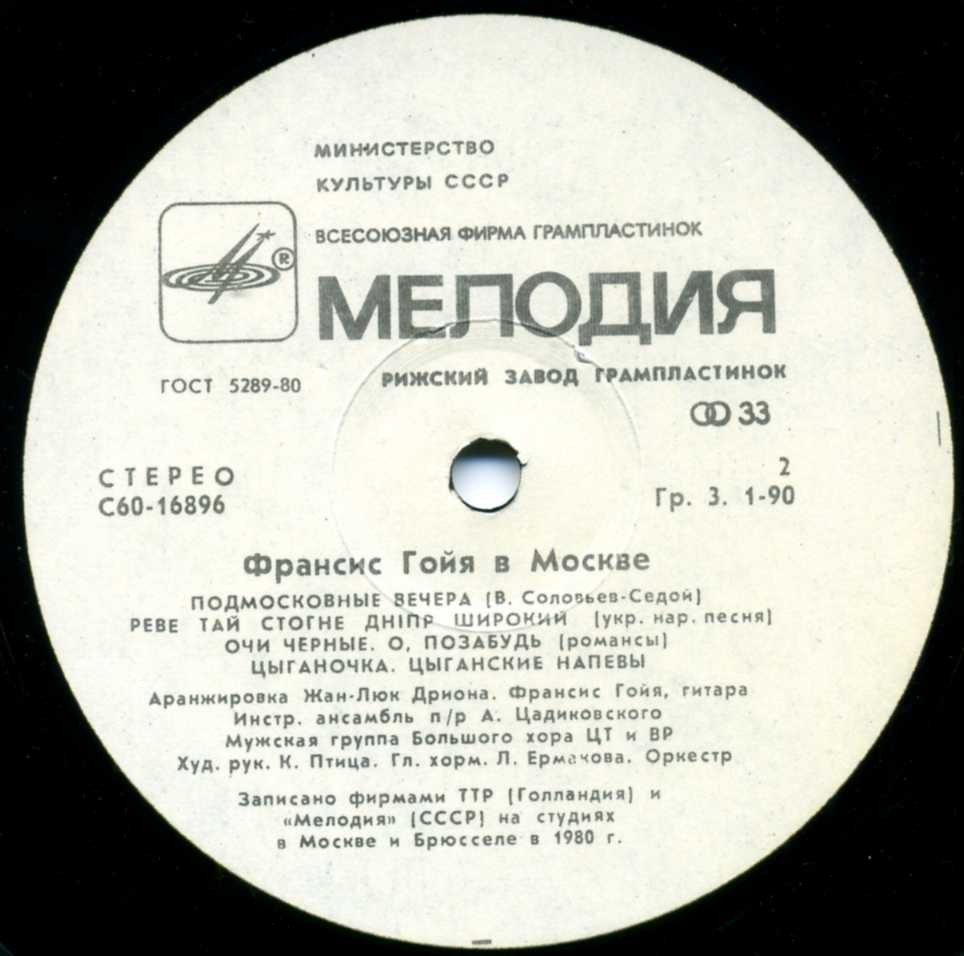 МИНИСТЕРСТВО
КУЛЬТУРЫ СССР
ВСЕСОЮЗНАЯ ФИРМА ГРАМПЛАСТИНОК
®
МЕЛОДИЯ
ГОСТ 5289-80
РИЖСКИЙ ЗАВОД ГРАМПЛАСТИНОК
33
СТЕРЕО
2
С60-16896
Гр. 3. 1-90
Франсис Гойя в Москве
ПОДМОСКОВНЫЕ ВЕЧЕРА (В. Соловьев-Седой)
РЕВЕ ТАЙ СТОГНЕ ДНІПР ШИРОКИЙ (укр. нар. песня)
ОЧИ ЧЕРНЫЕ. О, ПОЗАБУДЬ (романсы)
ЦЫГАНОЧКА. ЦЫГАНСКИЕ НАПЕВЫ
Аранжировка Жан-Люк Дриона. Франсис Гойя, гитара
Инстр. ансамбль п/р А. Цадиковского
Мужская группа Большого хора ЦТ и ВР
Худ. рук. К. Птица. Гл. хорм. Л. Ермакова. Оркестр
Записано фирмами ТТР (Голландия) и
«Мелодия» (СССР) на студиях
в Москве и Брюсселе в 1980 г.